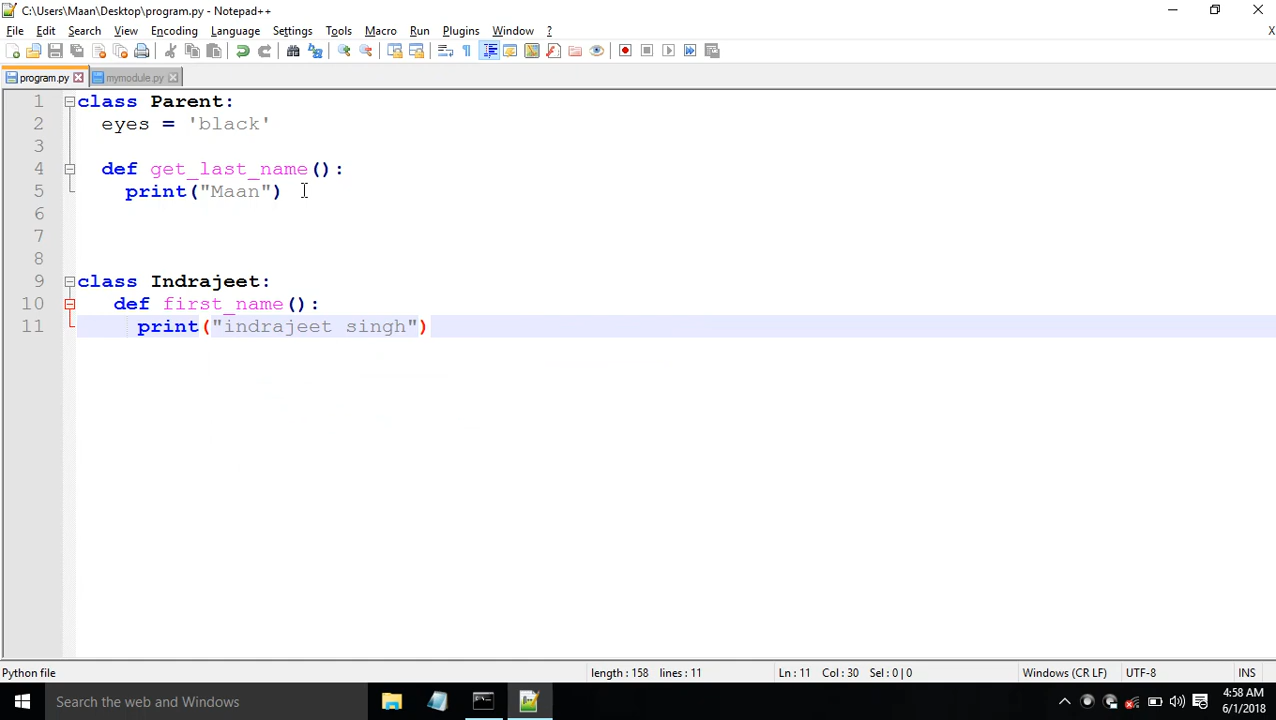 C:\Users\Maan\Desktop\program.py - Notepad++
File Edit Search View Encoding Language Settings Tools Macro Run Plugins Window ? X
program.py mymodule.py
1 class Parent:
2 eyes = 'black'
3
4 def get_last_name():
5 print("Maan")
6
7
8
9 class Indrajeet:
10 def first_name():
11 print("indrajeet singh")
Python file length : 158 lines : 11 Ln : 11 Col : 30 Sel : 0 | 0 Windows (CR LF) UTF-8 INS
Search the web and Windows
4:58 AM
6/1/2018